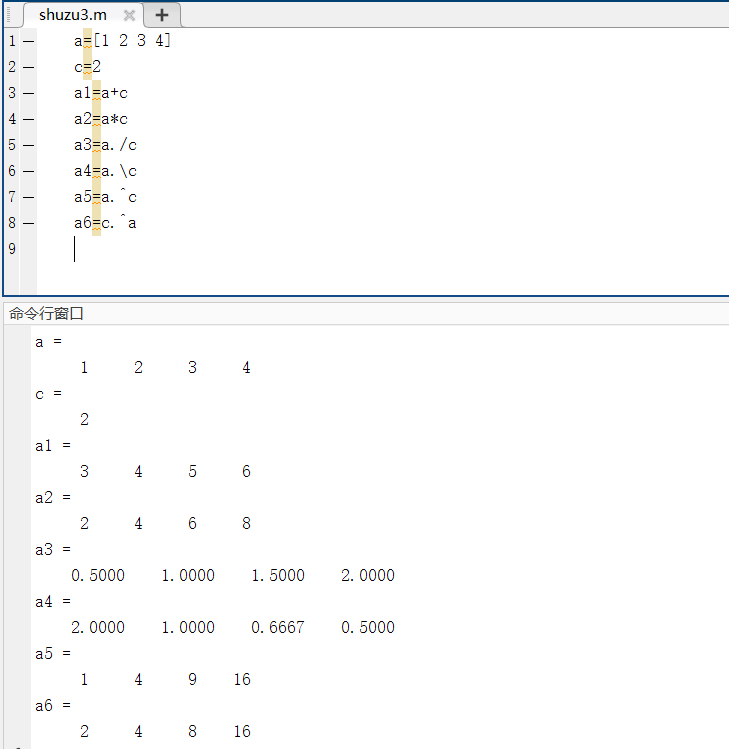 shuzu3.m
1 — a=[1 2 3 4]
2 — c=2
3 — a1=a+c
4 — a2=a*c
5 — a3=a./c
6 — a4=a.\c
7 — a5=a.^c
8 — a6=c.^a
9
命令行窗口
a =
1 2 3 4
c =
2
a1 =
3 4 5 6
a2 =
2 4 6 8
a3 =
0.5000 1.0000 1.5000 2.0000
a4 =
2.0000 1.0000 0.6667 0.5000
a5 =
1 4 9 16
a6 =
2 4 8 16